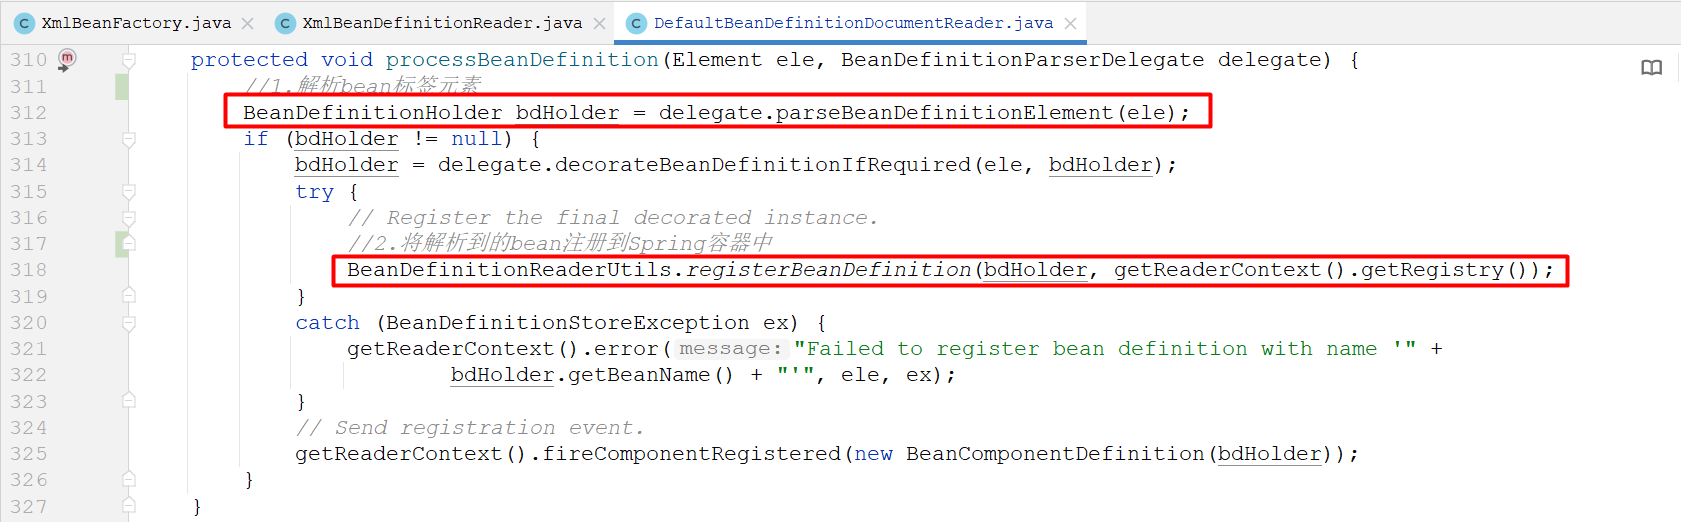 XmlBeanFactory.java XmlBeanDefinitionReader.java DefaultBeanDefinitionDocumentReader.java
310 protected void processBeanDefinition(Element ele, BeanDefinitionParserDelegate delegate) {
311 //1.解析bean标签元素
312 BeanDefinitionHolder bdHolder = delegate.parseBeanDefinitionElement(ele);
313 if (bdHolder != null) {
314 bdHolder = delegate.decorateBeanDefinitionIfRequired(ele, bdHolder);
315 try {
316 // Register the final decorated instance.
317 //2.将解析到的bean注册到Spring容器中
318 BeanDefinitionReaderUtils.registerBeanDefinition(bdHolder, getReaderContext().getRegistry());
319 }
320 catch (BeanDefinitionStoreException ex) {
321 getReaderContext().error( message: "Failed to register bean definition with name '" +
322 bdHolder.getBeanName() + "'", ele, ex);
323 }
324 // Send registration event.
325 getReaderContext().fireComponentRegistered(new BeanComponentDefinition(bdHolder));
326 }
327 }